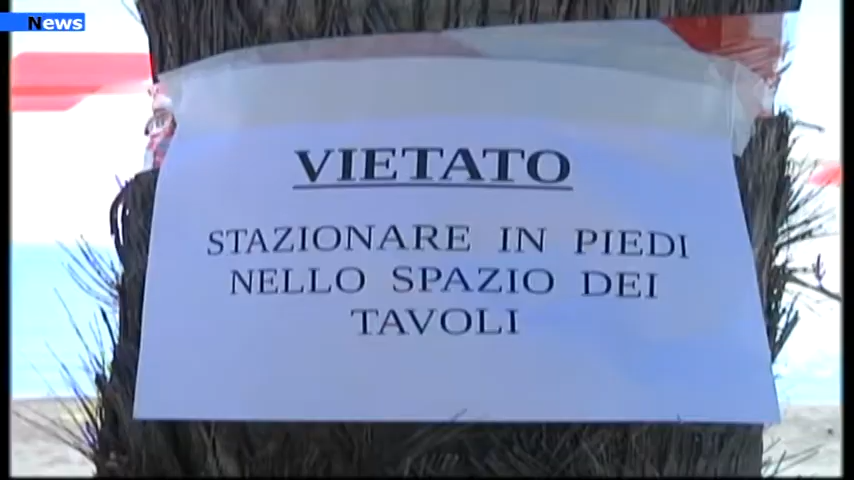 News
VIETATO
STAZIONARE IN PIEDI
NELLO SPAZIO DEI
TAVOLI